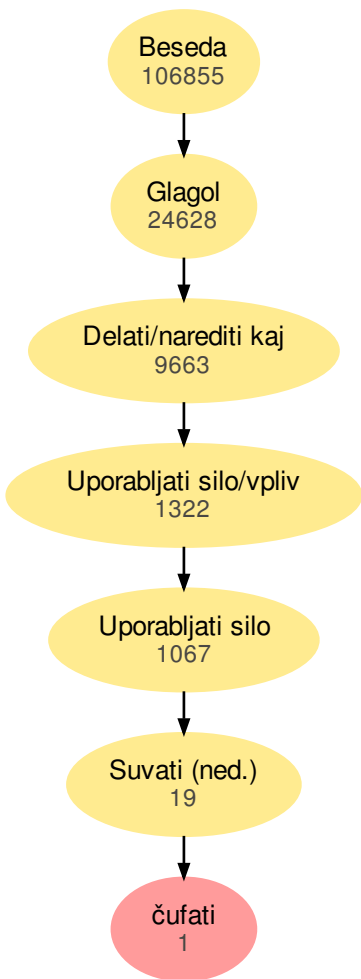 Beseda
106855
Glagol
24628
Delati/narediti kaj
9663
Uporabljati silo/vpliv
1322
Uporabljati silo
1067
Suvati (ned.)
19
čufati
1